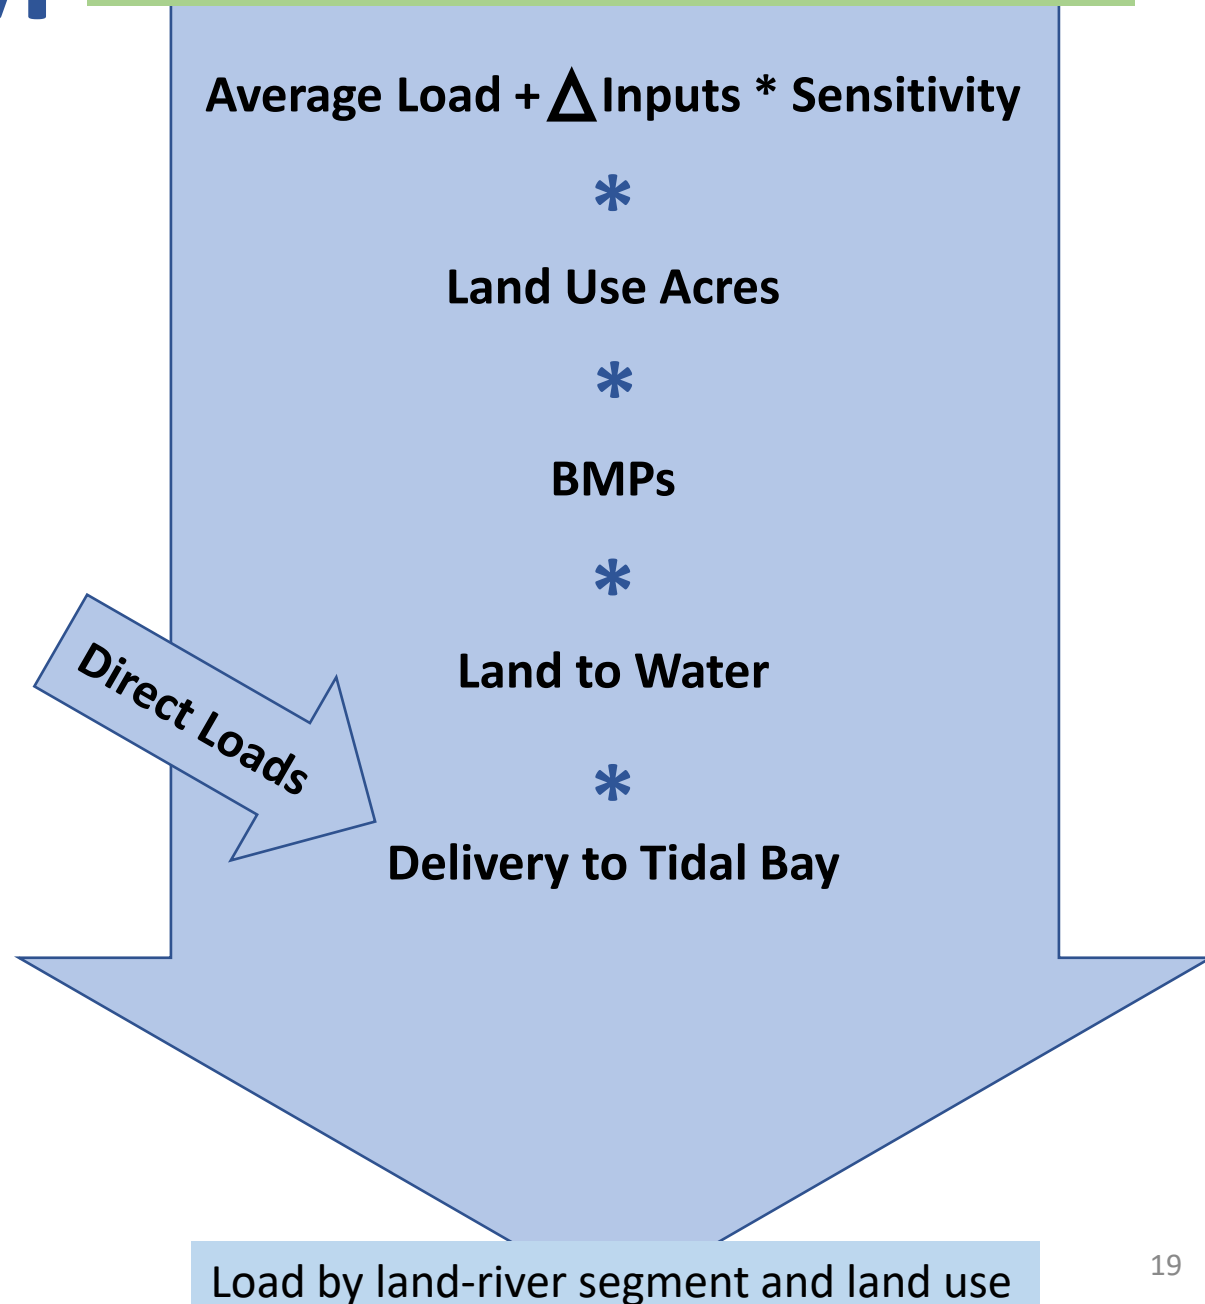 Average Load + Δ Inputs * Sensitivity
*
Land Use Acres
*
BMPs
*
Land to Water
Direct Loads
*
Delivery to Tidal Bay
Load by land-river segment and land use
19